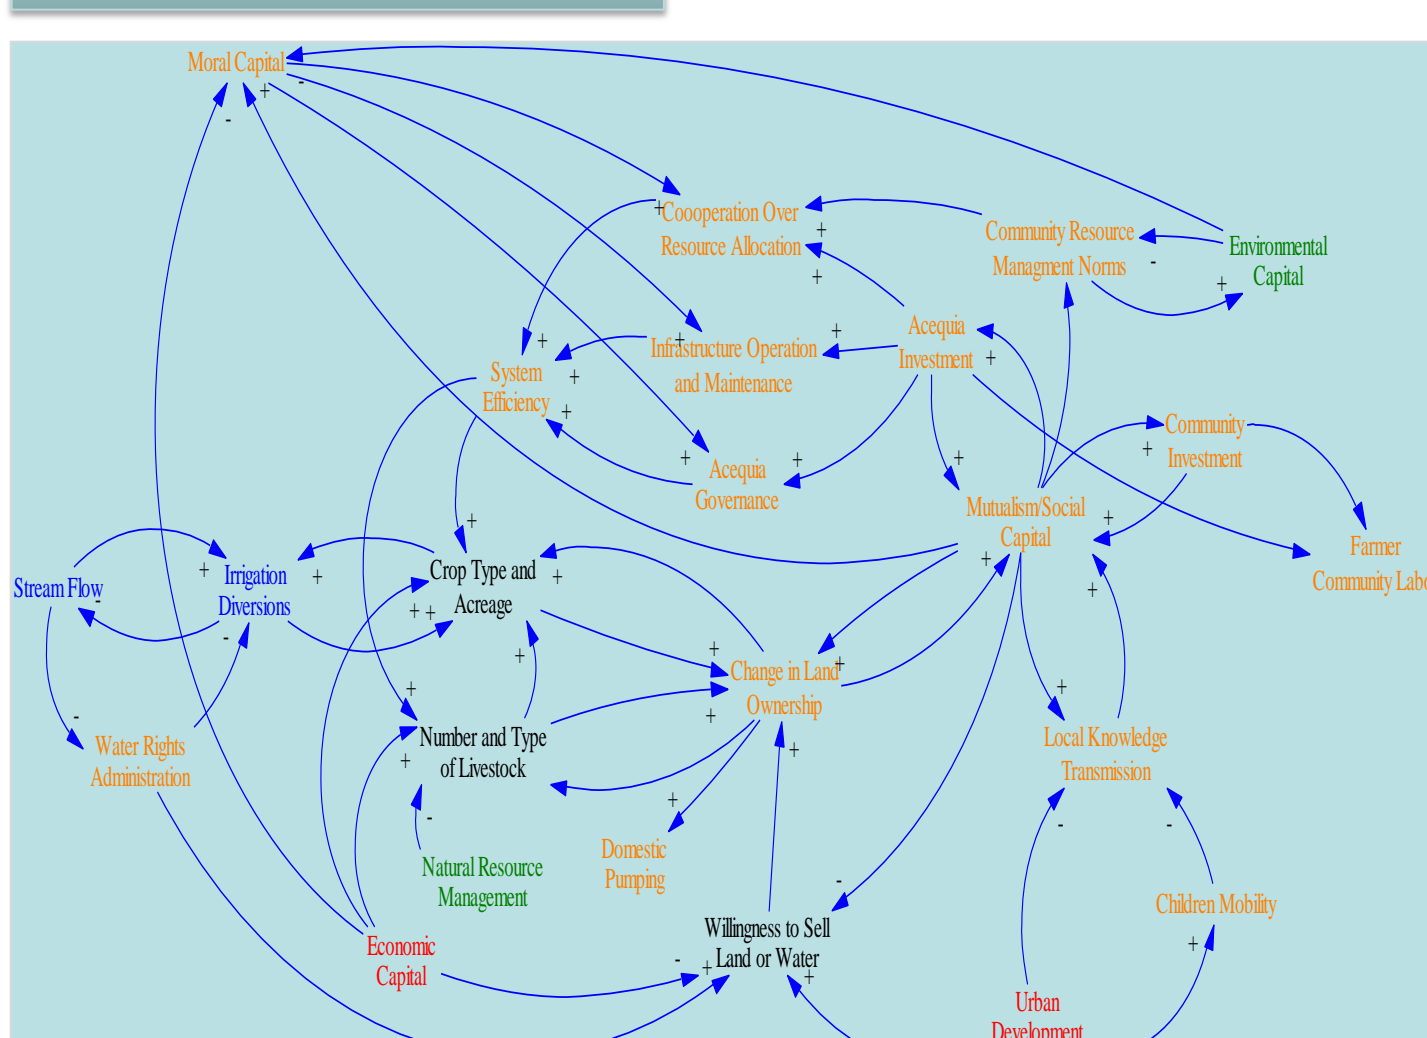 Moral Capital
Coooperation Over
Resource Allocation
Community Resource
Managment Norms
Environmental
Capital
Acequia
Investment
Infrastructure Operation
and Maintenance
System
Efficiency
Community
Investment
Acequia
Governance
Mutualism/Social
Capital
Farmer
Community Labo
Stream Flow
Irrigation
Diversions
Crop Type and
Acreage
Change in Land
Ownership
Water Rights
Administration
Number and Type
of Livestock
Local Knowledge
Transmission
Domestic
Pumping
Natural Resource
Management
Children Mobility
Willingness to Sell
Land or Water
Economic
Capital
Urban
Development